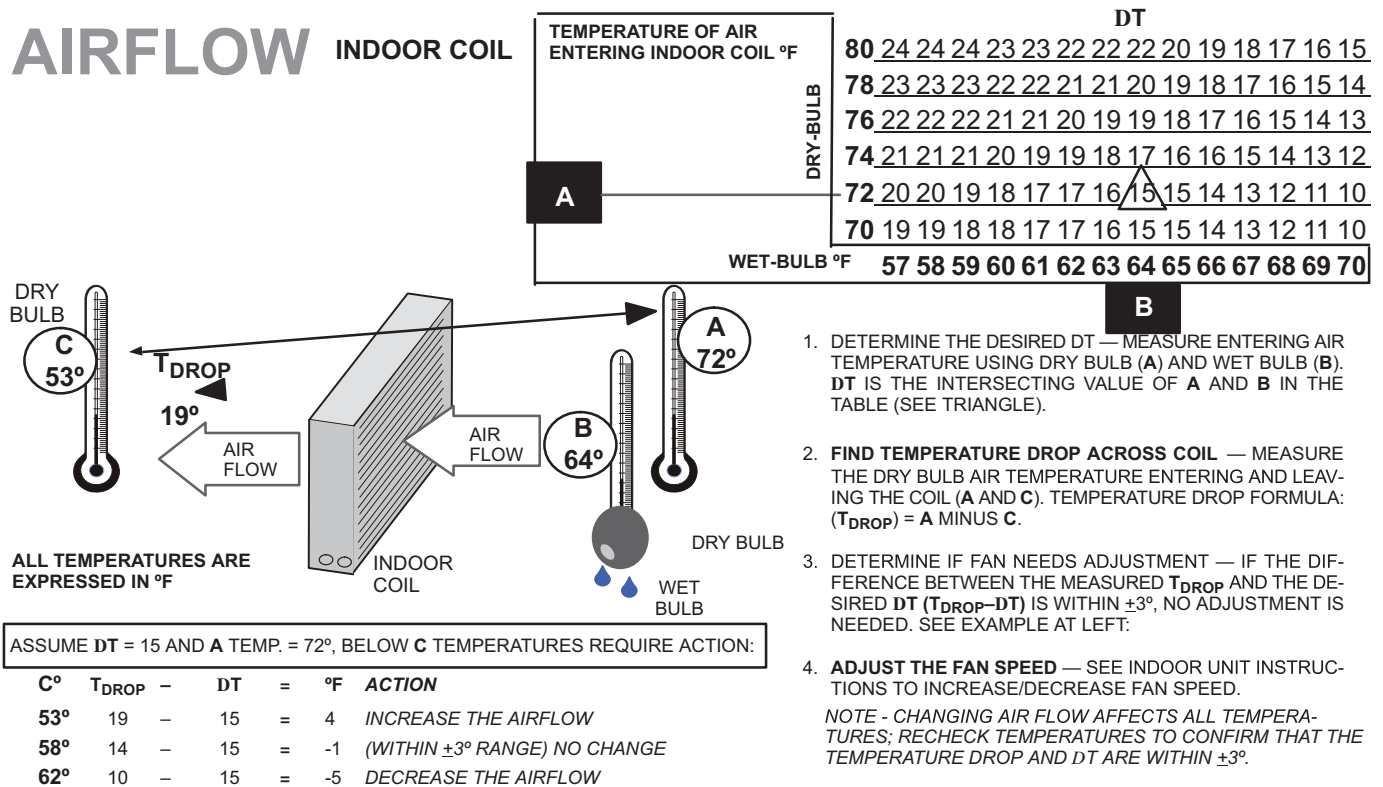 AIRFLOW INDOOR COIL
TEMPERATURE OF AIR
ENTERING INDOOR COIL ºF
DT
DRY-BULB
80 24 24 24 23 23 22 22 22 20 19 18 17 16 15
78 23 23 23 22 22 21 21 20 19 18 17 16 15 14
76 22 22 22 21 21 20 19 19 18 17 16 15 14 13
74 21 21 21 20 19 19 18 17 16 16 15 14 13 12
A
72 20 20 19 18 17 17 16 15 15 14 13 12 11 10
70 19 19 18 18 17 17 16 15 15 14 13 12 11 10
WET-BULB ºF 57 58 59 60 61 62 63 64 65 66 67 68 69 70
B
DRY
BULB
C
53º
TDROP
19º
AIR
FLOW
INDOOR
COIL
AIR
FLOW
B
64º
A
72º
DRY BULB
WET
BULB
ALL TEMPERATURES ARE
EXPRESSED IN ºF
ASSUME DT = 15 AND A TEMP. = 72º, BELOW C TEMPERATURES REQUIRE ACTION:
Cº TDROP – DT = ºF ACTION
53º 19 – 15 = 4 INCREASE THE AIRFLOW
58º 14 – 15 = -1 (WITHIN +3º RANGE) NO CHANGE
62º 10 – 15 = -5 DECREASE THE AIRFLOW
1. DETERMINE THE DESIRED DT — MEASURE ENTERING AIR
TEMPERATURE USING DRY BULB (A) AND WET BULB (B).
DT IS THE INTERSECTING VALUE OF A AND B IN THE
TABLE (SEE TRIANGLE).
2. FIND TEMPERATURE DROP ACROSS COIL — MEASURE
THE DRY BULB AIR TEMPERATURE ENTERING AND LEAV-
ING THE COIL (A AND C). TEMPERATURE DROP FORMULA:
(TDROP) = A MINUS C.
3. DETERMINE IF FAN NEEDS ADJUSTMENT — IF THE DIF-
FERENCE BETWEEN THE MEASURED TDROP AND THE DE-
SIRED DT (TDROP–DT) IS WITHIN +3º, NO ADJUSTMENT IS
NEEDED. SEE EXAMPLE AT LEFT:
4. ADJUST THE FAN SPEED — SEE INDOOR UNIT INSTRUC-
TIONS TO INCREASE/DECREASE FAN SPEED.
NOTE - CHANGING AIR FLOW AFFECTS ALL TEMPERA-
TURES; RECHECK TEMPERATURES TO CONFIRM THAT THE
TEMPERATURE DROP AND DT ARE WITHIN +3º.